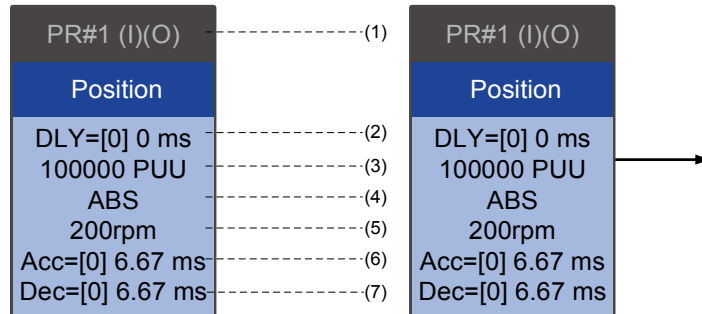 PR#1 (I)(O) (1) PR#1 (I)(O)
Position Position
DLY=[0] 0 ms (2) DLY=[0] 0 ms
100000 PUU (3) 100000 PUU
ABS (4) ABS
200rpm (5) 200rpm
Acc=[0] 6.67 ms (6) Acc=[0] 6.67 ms
Dec=[0] 6.67 ms (7) Dec=[0] 6.67 ms